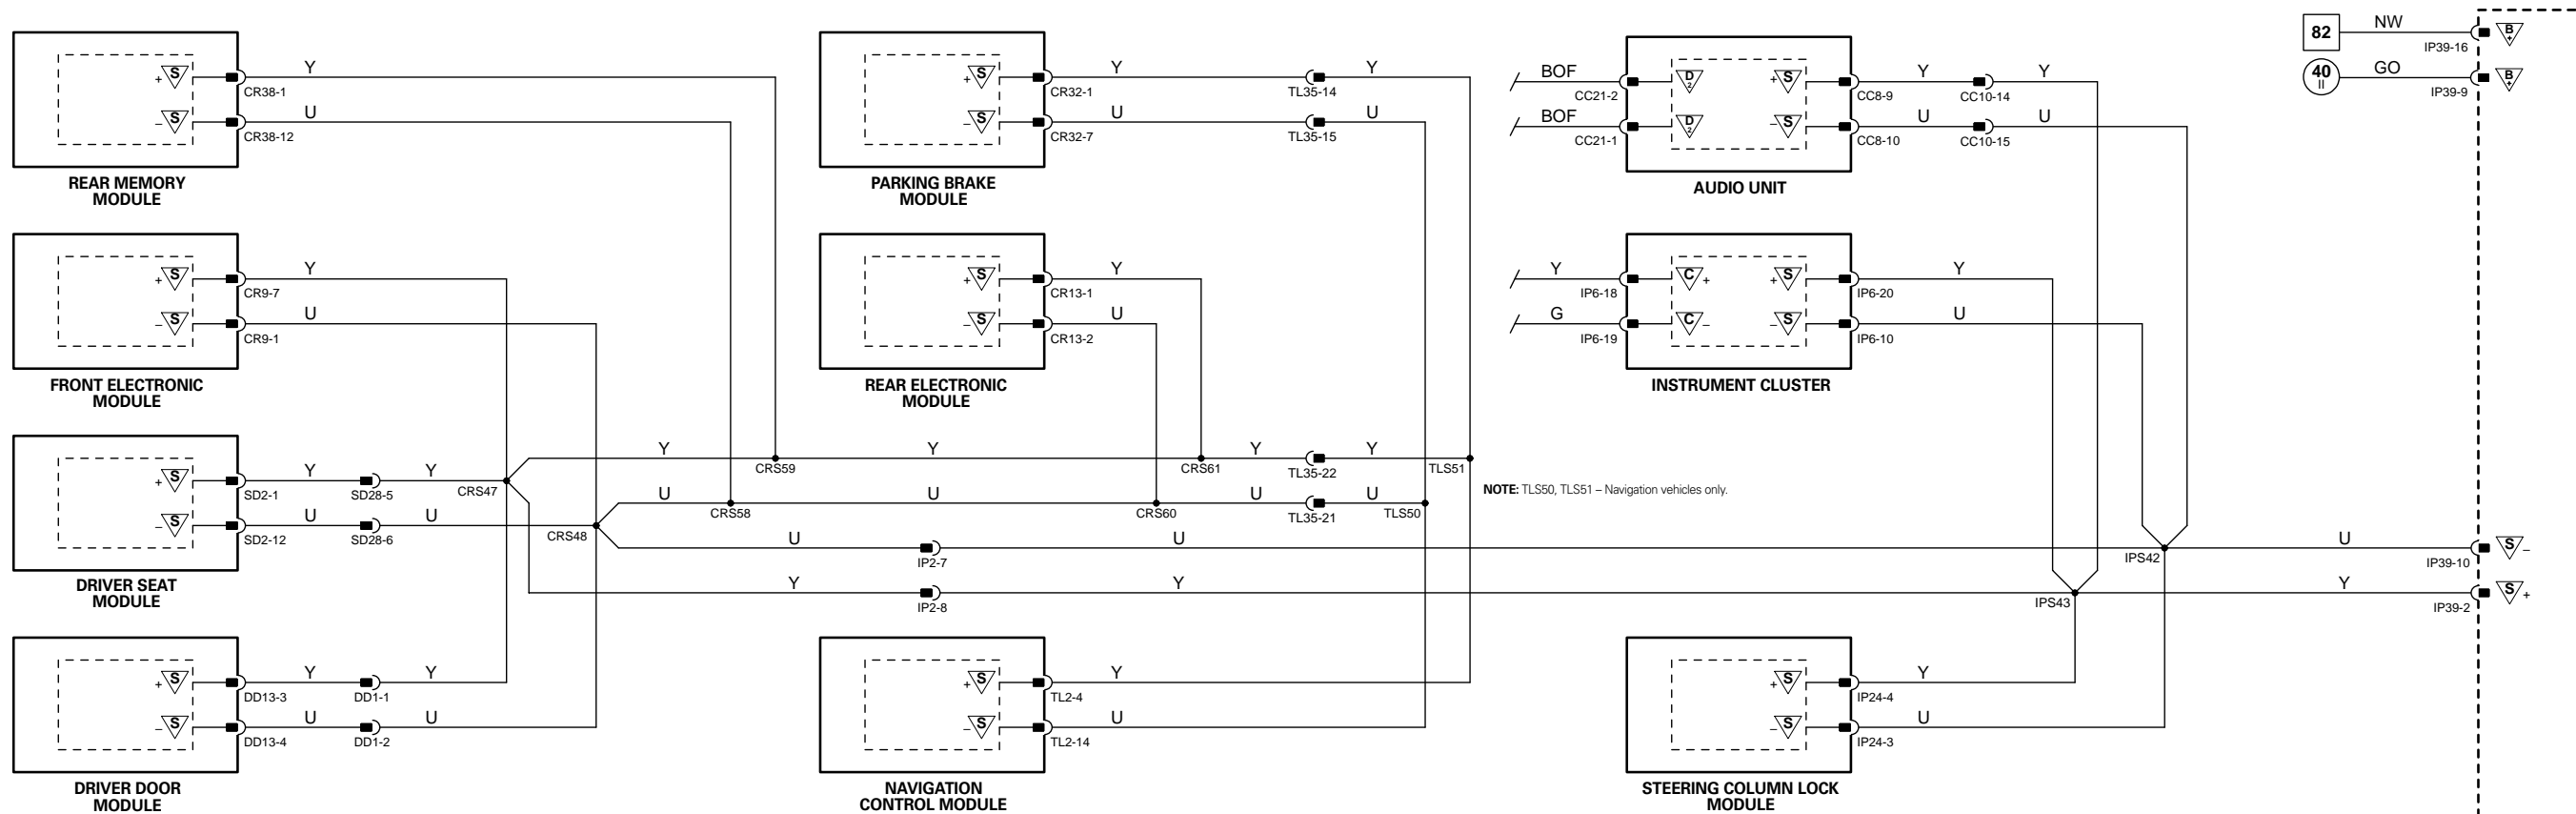 Y
+ S
CR38-1
U
– S
CR38-12
REAR MEMORY
MODULE
Y
+ S
CR9-7
U
– S
CR9-1
FRONT ELECTRONIC
MODULE
Y
Y
+ S
SD2-1
SD28-5
CRS47
U
U
– S
SD2-12
SD28-6
CRS48
DRIVER SEAT
MODULE
Y
Y
+ S
DD13-3
DD1-1
U
U
– S
DD13-4
DD1-2
DRIVER DOOR
MODULE
Y
Y
+ S
CR32-1
TL35-14
U
U
– S
CR32-7
TL35-15
PARKING BRAKE
MODULE
Y
+ S
CR13-1
U
– S
CR13-2
REAR ELECTRONIC
MODULE
Y
Y
Y
Y
CRS59
CRS61
TL35-22
TLS51
U
U
U
U
CRS58
CRS60
TL35-21
TLS50
NOTE: TLS50, TLS51 – Navigation vehicles only.
U
U
U
IP2-7
IPS42
IP39-10
S –
Y
Y
Y
IP2-8
IPS43
IP39-2
S +
Y
+ S
TL2-4
U
– S
TL2-14
NAVIGATION
CONTROL MODULE
BOF
D 2
+ S
Y
Y
CC21-2
CC8-9
CC10-14
BOF
D 2
– S
U
U
CC21-1
CC8-10
CC10-15
AUDIO UNIT
Y
C +
+ S
Y
IP6-18
IP6-20
G
C –
– S
U
IP6-19
IP6-10
INSTRUMENT CLUSTER
Y
+ S
IP24-4
U
– S
IP24-3
STEERING COLUMN LOCK
MODULE
82
NW
IP39-16
B +
40
II
GO
IP39-9
B +